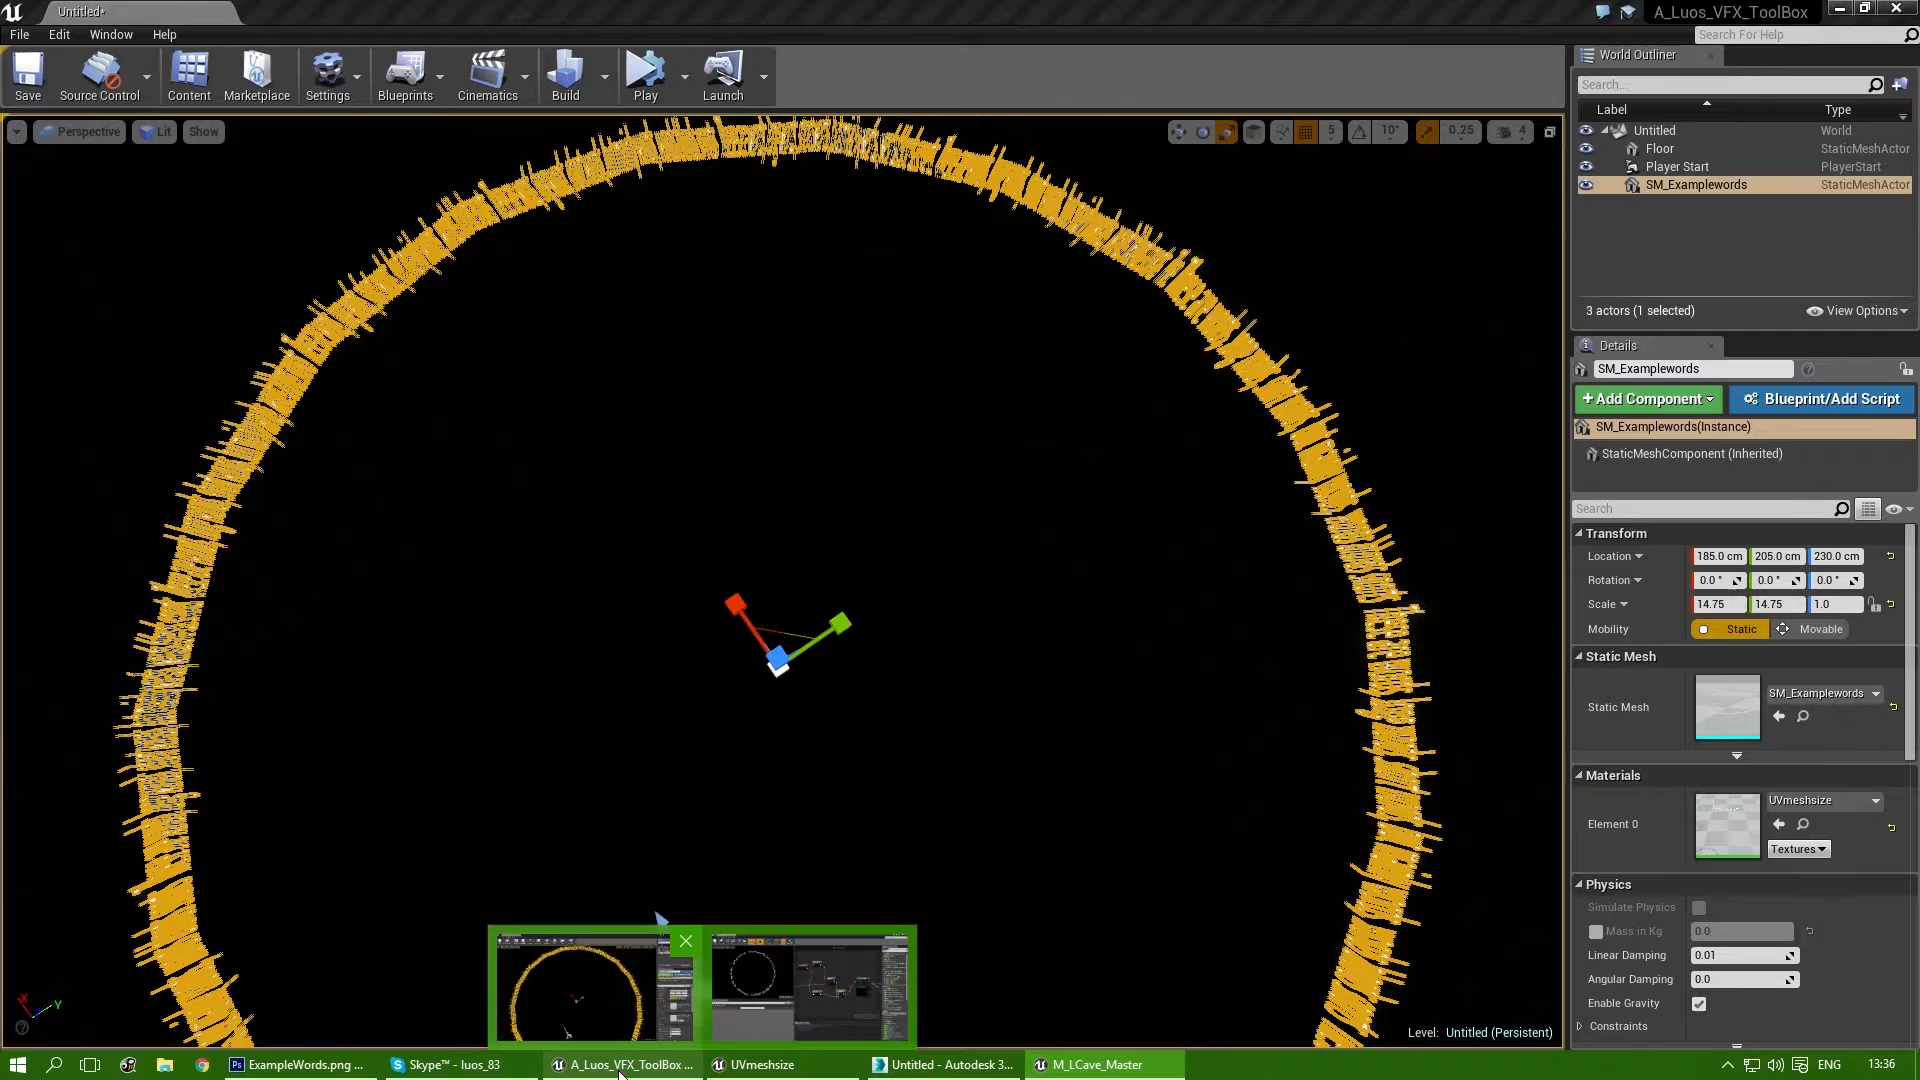 Untitled*
A_Luos_VFX_ToolBox
File Edit Window Help
Search For Help
Save Source Control Content Marketplace Settings Blueprints Cinematics Build Play Launch
World Outliner
Search...
Label Type
Untitled World
Floor StaticMeshActor
Player Start PlayerStart
SM_Examplewords StaticMeshActor
3 actors (1 selected) View Options
Perspective Lit Show
5 10° 0.25 4
Details
SM_Examplewords
+Add Component Blueprint/Add Script
SM_Examplewords(Instance)
StaticMeshComponent (Inherited)
Search
Transform
Location 185.0 cm 205.0 cm 230.0 cm
Rotation 0.0 ° 0.0 ° 0.0 °
Scale 14.75 14.75 1.0
Mobility Static Movable
Static Mesh
Static Mesh SM_Examplewords
Materials
Element 0 UVmeshsize
Textures
Physics
Simulate Physics
Mass in Kg 0.0
Linear Damping 0.01
Angular Damping 0.0
Enable Gravity
Constraints
X Y
Level: Untitled (Persistent)
ExampleWords.png ... Skype™ - luos_83 A_Luos_VFX_ToolBox ... UVmeshsize Untitled - Autodesk 3... M_LCave_Master ENG 13:36